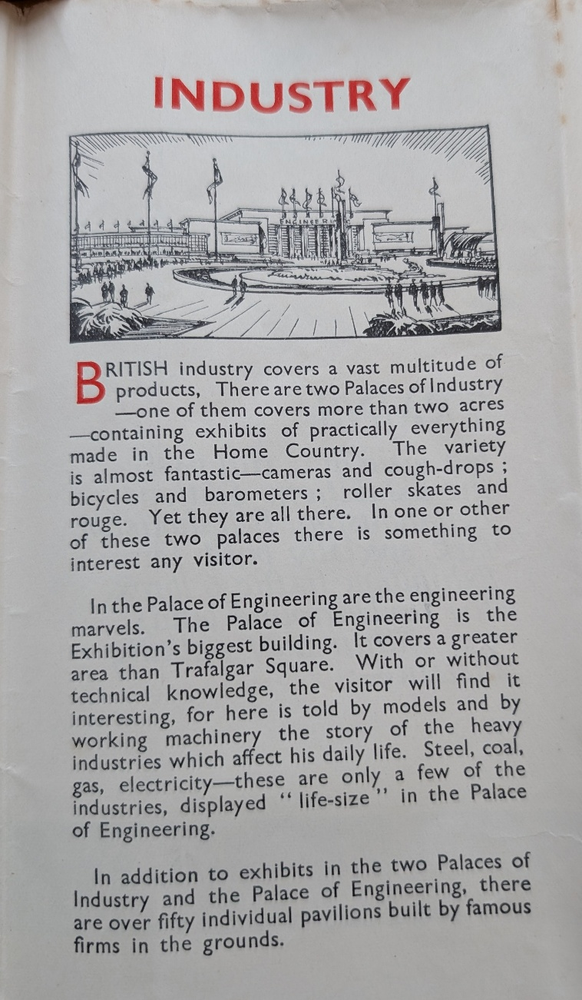 INDUSTRY
ENGINEERI
BRITISH industry covers a vast multitude of
products, There are two Palaces of Industry
—one of them covers more than two acres
—containing exhibits of practically everything
made in the Home Country. The variety
is almost fantastic—cameras and cough-drops ;
bicycles and barometers ; roller skates and
rouge. Yet they are all there. In one or other
of these two palaces there is something to
interest any visitor.
In the Palace of Engineering are the engineering
marvels. The Palace of Engineering is the
Exhibition's biggest building. It covers a greater
area than Trafalgar Square. With or without
technical knowledge, the visitor will find it
interesting, for here is told by models and by
working machinery the story of the heavy
industries which affect his daily life. Steel, coal,
gas, electricity—these are only a few of the
industries, displayed “ life-size ” in the Palace
of Engineering.
In addition to exhibits in the two Palaces of
Industry and the Palace of Engineering, there
are over fifty individual pavilions built by famous
firms in the grounds.